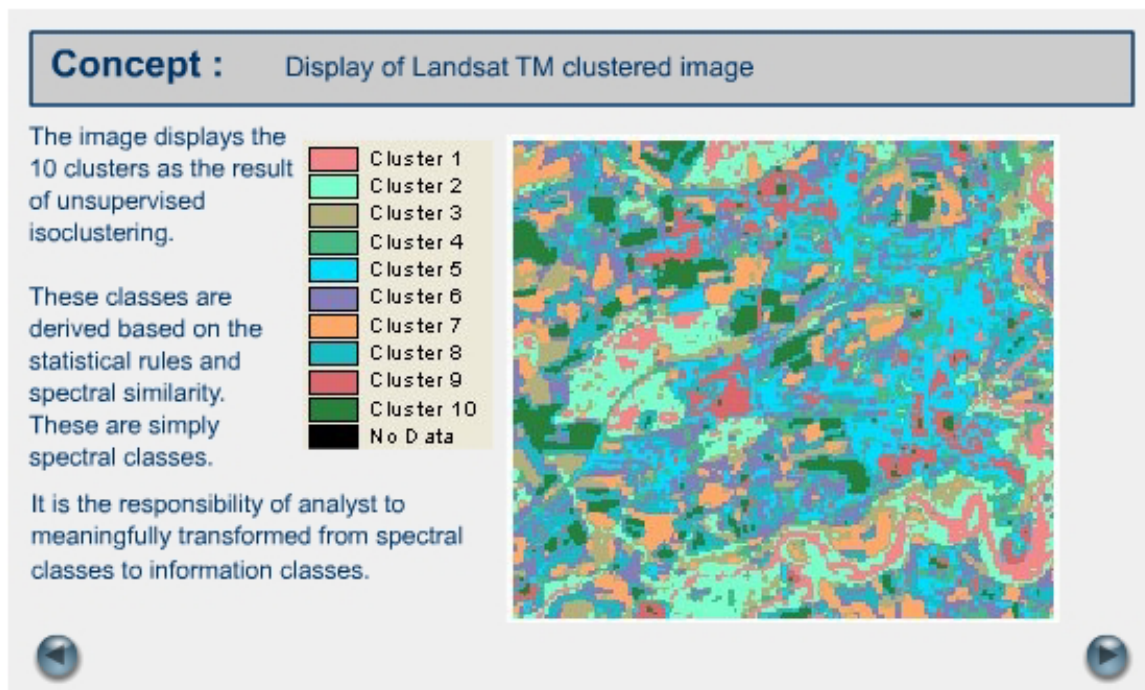 Concept : Display of Landsat TM clustered image
The image displays the
10 clusters as the result
of unsupervised
isoclustering.
These classes are
derived based on the
statistical rules and
spectral similarity.
These are simply
spectral classes.
It is the responsibility of analyst to
meaningfully transformed from spectral
classes to information classes.
Cluster 1
Cluster 2
Cluster 3
Cluster 4
Cluster 5
Cluster 6
Cluster 7
Cluster 8
Cluster 9
Cluster 10
No Data